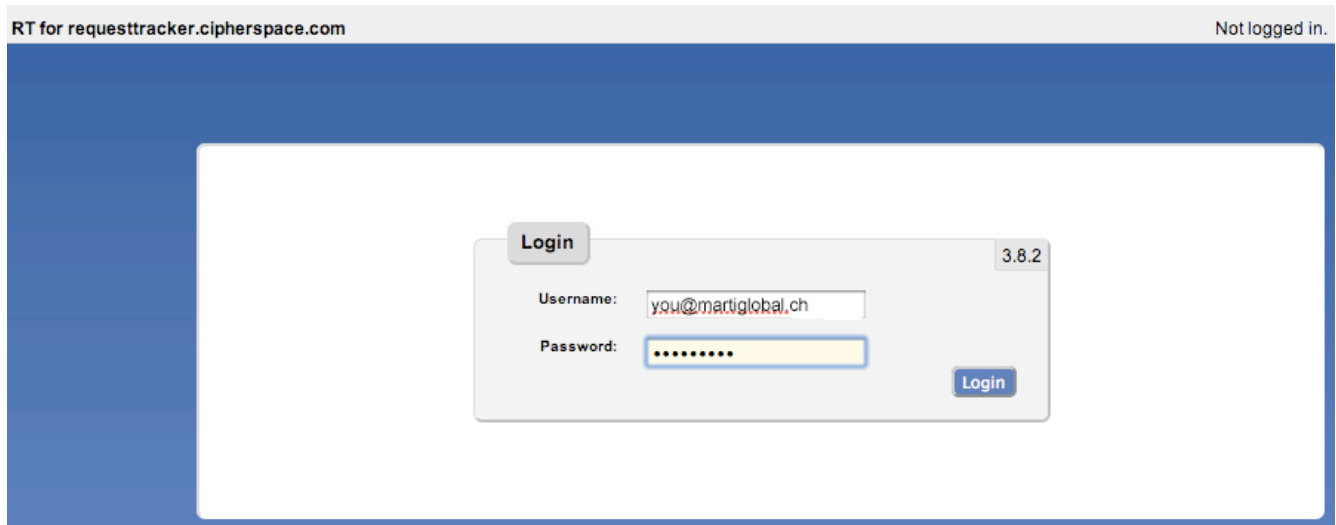 RT for requesttracker.cipherspace.com Not logged in.
Login
3.8.2
Username: you@martiglobal.ch
Password: •••••••••
Login